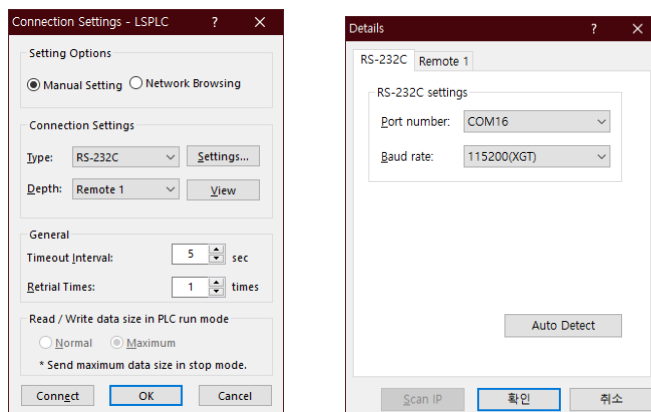 Connection Settings - LSPLC ? ×
Setting Options
Manual Setting Network Browsing
Connection Settings
Type: RS-232C Settings...
Depth: Remote 1 View
General
Timeout Interval: 5 sec
Retrial Times: 1 times
Read / Write data size in PLC run mode
Normal Maximum
* Send maximum data size in stop mode.
Connect OK Cancel
Details ? ×
RS-232C Remote 1
RS-232C settings
Port number: COM16
Baud rate: 115200(XGT)
Auto Detect
Scan IP 확인 취소